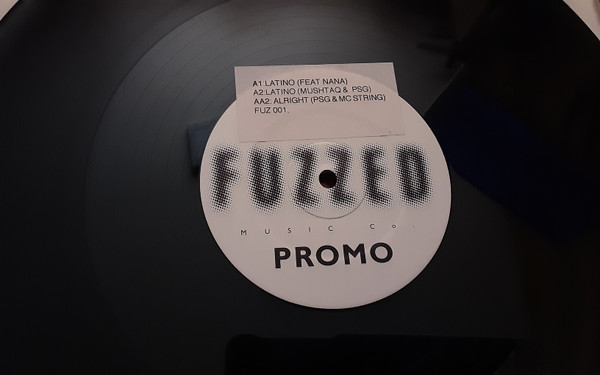 A1:LATINO (FEAT NANA)
A2:LATINO (MUSHTAQ & PSG)
AA2: ALRIGHT (PSG & MC STRING)
FUZ 001.
FUZZED
MUSIC Co.
PROMO